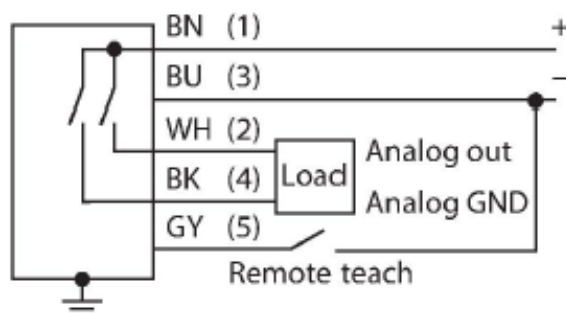 BN (1) +
BU (3) –
WH (2)
Analog out
BK (4) Load
Analog GND
GY (5)
Remote teach